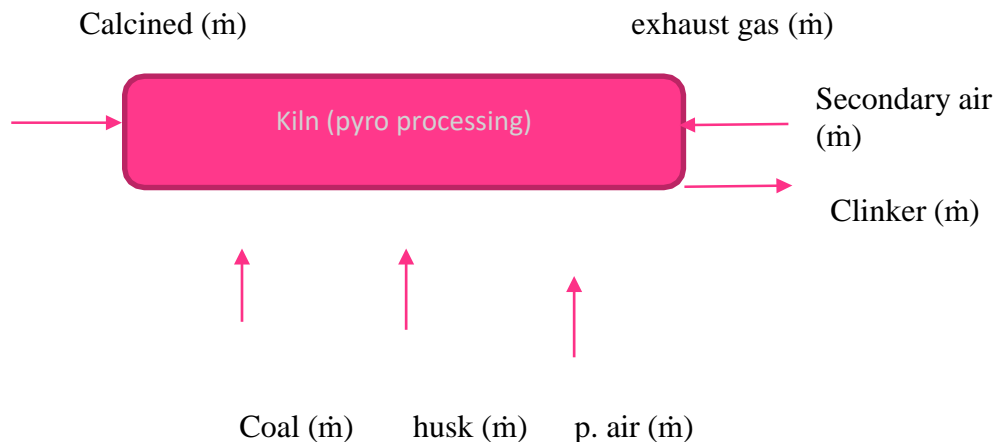 Calcined (ṁ)
exhaust gas (ṁ)
Kiln (pyro processing)
Secondary air
(ṁ)
Clinker (ṁ)
Coal (ṁ)
husk (ṁ)
p. air (ṁ)